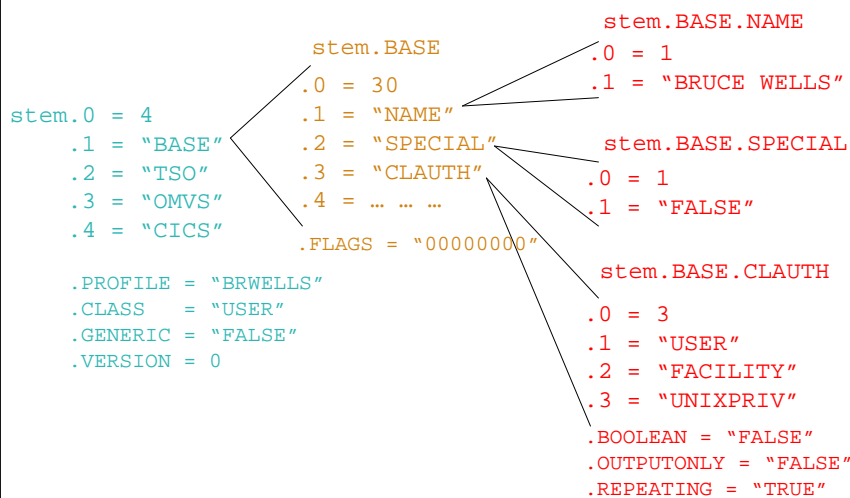 stem.0 = 4
.1 = “BASE”
.2 = “TSO”
.3 = “OMVS”
.4 = “CICS”
.PROFILE = “BRWELLS”
.CLASS   = “USER”
.GENERIC = “FALSE”
.VERSION = 0
stem.BASE
.0 = 30
.1 = “NAME”
.2 = “SPECIAL”
.3 = “CLAUTH”
.4 = … … …
.FLAGS = “00000000”
stem.BASE.NAME
.0 = 1
.1 = “BRUCE WELLS”
stem.BASE.SPECIAL
.0 = 1
.1 = “FALSE”
stem.BASE.CLAUTH
.0 = 3
.1 = “USER”
.2 = “FACILITY”
.3 = “UNIXPRIV”
.BOOLEAN = “FALSE”
.OUTPUTONLY = “FALSE”
.REPEATING = “TRUE”